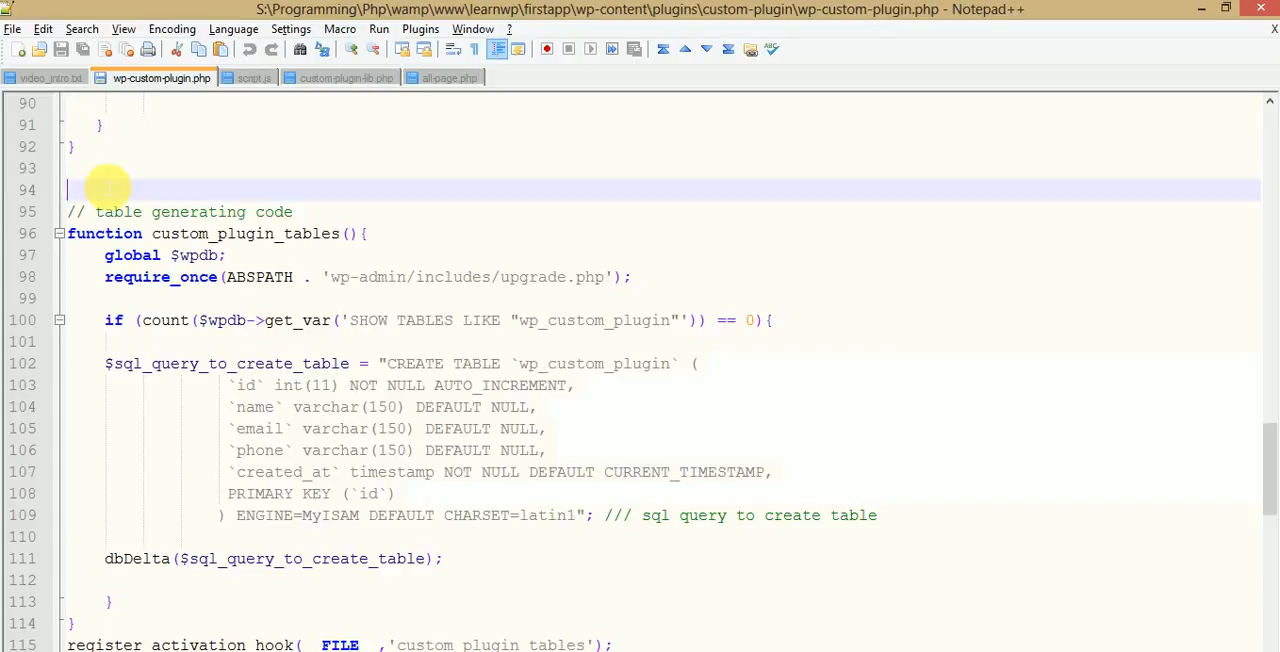 S:\Programming\Php\wamp\www\learnwp\firstapp\wp-content\plugins\custom-plugin\wp-custom-plugin.php - Notepad++
File Edit Search View Encoding Language Settings Macro Run Plugins Window ? X
video_intro.txt wp-custom-plugin.php script.js custom-plugin-lib.php all-page.php
90
91 }
92 }
93
94
95 // table generating code
96 function custom_plugin_tables(){
97 global $wpdb;
98 require_once(ABSPATH . 'wp-admin/includes/upgrade.php');
99
100 if (count($wpdb->get_var('SHOW TABLES LIKE "wp_custom_plugin"')) == 0){
101
102 $sql_query_to_create_table = "CREATE TABLE `wp_custom_plugin` (
103 `id` int(11) NOT NULL AUTO_INCREMENT,
104 `name` varchar(150) DEFAULT NULL,
105 `email` varchar(150) DEFAULT NULL,
106 `phone` varchar(150) DEFAULT NULL,
107 `created_at` timestamp NOT NULL DEFAULT CURRENT_TIMESTAMP,
108 PRIMARY KEY (`id`)
109 ) ENGINE=MyISAM DEFAULT CHARSET=latin1"; /// sql query to create table
110
111 dbDelta($sql_query_to_create_table);
112
113 }
114 }
115 register_activation_hook(__FILE__,'custom_plugin_tables');